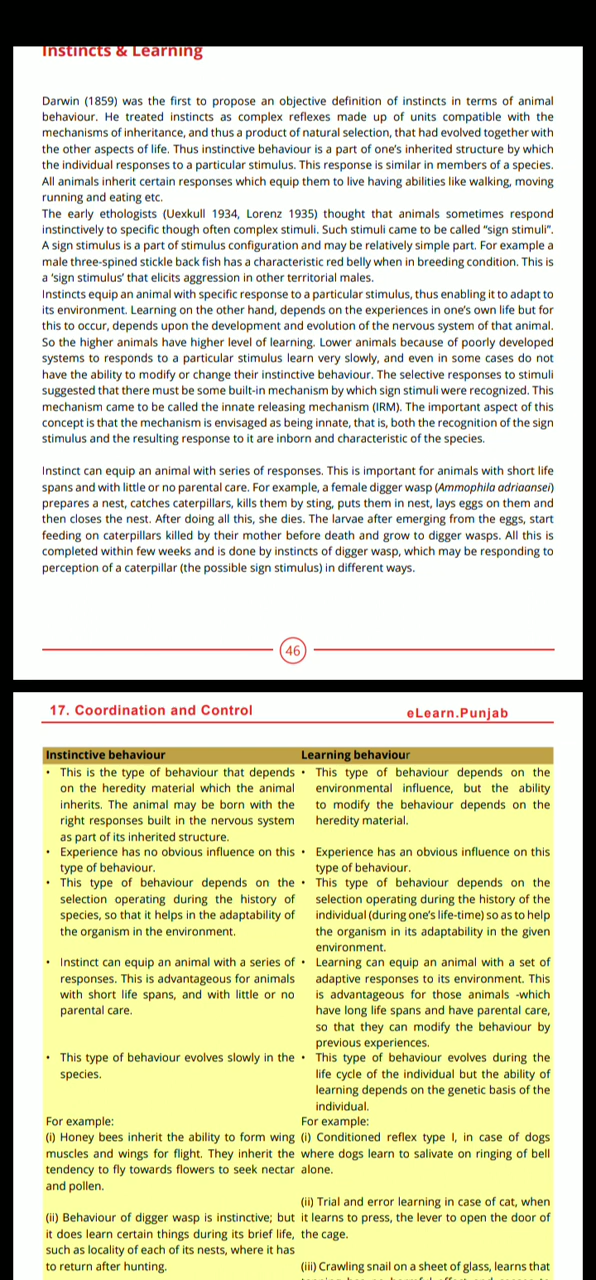 Instincts & Learning
Darwin (1859) was the first to propose an objective definition of instincts in terms of animal
behaviour. He treated instincts as complex reflexes made up of units compatible with the
mechanisms of inheritance, and thus a product of natural selection, that had evolved together with
the other aspects of life. Thus instinctive behaviour is a part of one's inherited structure by which
the individual responses to a particular stimulus. This response is similar in members of a species.
All animals inherit certain responses which equip them to live having abilities like walking, moving
running and eating etc.
The early ethologists (Uexkull 1934, Lorenz 1935) thought that animals sometimes respond
instinctively to specific though often complex stimuli. Such stimuli came to be called “sign stimuli”.
A sign stimulus is a part of stimulus configuration and may be relatively simple part. For example a
male three-spined stickle back fish has a characteristic red belly when in breeding condition. This is
a ‘sign stimulus’ that elicits aggression in other territorial males.
Instincts equip an animal with specific response to a particular stimulus, thus enabling it to adapt to
its environment. Learning on the other hand, depends on the experiences in one's own life but for
this to occur, depends upon the development and evolution of the nervous system of that animal.
So the higher animals have higher level of learning. Lower animals because of poorly developed
systems to responds to a particular stimulus learn very slowly, and even in some cases do not
have the ability to modify or change their instinctive behaviour. The selective responses to stimuli
suggested that there must be some built-in mechanism by which sign stimuli were recognized. This
mechanism came to be called the innate releasing mechanism (IRM). The important aspect of this
concept is that the mechanism is envisaged as being innate, that is, both the recognition of the sign
stimulus and the resulting response to it are inborn and characteristic of the species.
Instinct can equip an animal with series of responses. This is important for animals with short life
spans and with little or no parental care. For example, a female digger wasp (Ammophila adriaansei)
prepares a nest, catches caterpillars, kills them by sting, puts them in nest, lays eggs on them and
then closes the nest. After doing all this, she dies. The larvae after emerging from the eggs, start
feeding on caterpillars killed by their mother before death and grow to digger wasps. All this is
completed within few weeks and is done by instincts of digger wasp, which may be responding to
perception of a caterpillar (the possible sign stimulus) in different ways.
46
17. Coordination and Control
eLearn.Punjab
Instinctive behaviour
• This is the type of behaviour that depends
on the heredity material which the animal
inherits. The animal may be born with the
right responses built in the nervous system
as part of its inherited structure.
• Experience has no obvious influence on this
type of behaviour.
• This type of behaviour depends on the
selection operating during the history of
species, so that it helps in the adaptability of
the organism in the environment.
• Instinct can equip an animal with a series of
responses. This is advantageous for animals
with short life spans, and with little or no
parental care.
• This type of behaviour evolves slowly in the
species.
For example:
(i) Honey bees inherit the ability to form wing
muscles and wings for flight. They inherit the
tendency to fly towards flowers to seek nectar
and pollen.
(ii) Behaviour of digger wasp is instinctive; but
it does learn certain things during its brief life,
such as locality of each of its nests, where it has
to return after hunting.
Learning behaviour
• This type of behaviour depends on the
environmental influence, but the ability
to modify the behaviour depends on the
heredity material.
• Experience has an obvious influence on this
type of behaviour.
• This type of behaviour depends on the
selection operating during the history of the
individual (during one's life-time) so as to help
the organism in its adaptability in the given
environment.
• Learning can equip an animal with a set of
adaptive responses to its environment. This
is advantageous for those animals -which
have long life spans and have parental care,
so that they can modify the behaviour by
previous experiences.
• This type of behaviour evolves during the
life cycle of the individual but the ability of
learning depends on the genetic basis of the
individual.
For example:
(i) Conditioned reflex type I, in case of dogs
where dogs learn to salivate on ringing of bell
alone.
(ii) Trial and error learning in case of cat, when
it learns to press, the lever to open the door of
the cage.
(iii) Crawling snail on a sheet of glass, learns that